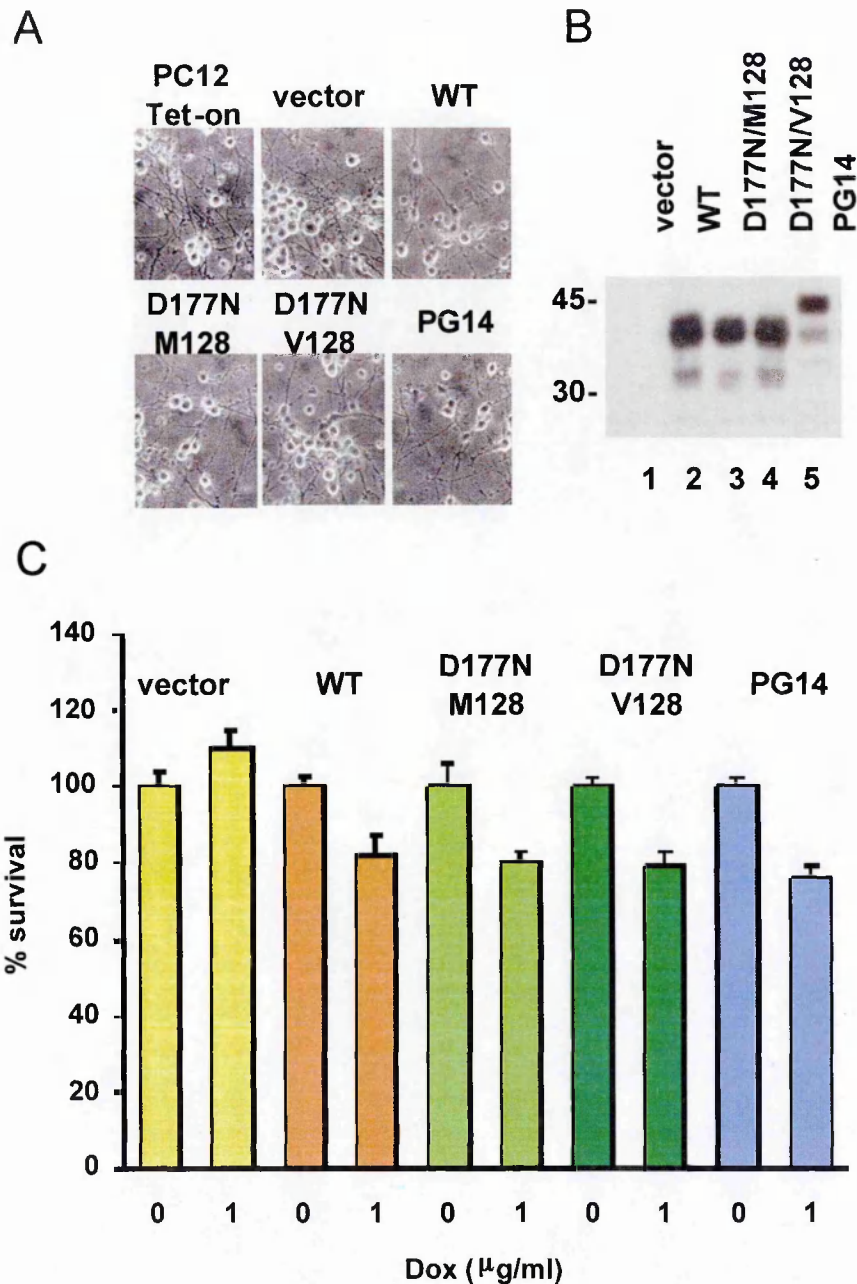 A
PC12
Tet-on
vector
WT
D177N
M128
D177N
V128
PG14
B
vector
WT
D177N/M128
D177N/V128
PG14
45-
30-
1 2 3 4 5
C
% survival
140
120
100
80
60
40
20
0
vector
WT
D177N
M128
D177N
V128
PG14
0 1 0 1 0 1 0 1 0 1
Dox (μg/ml)